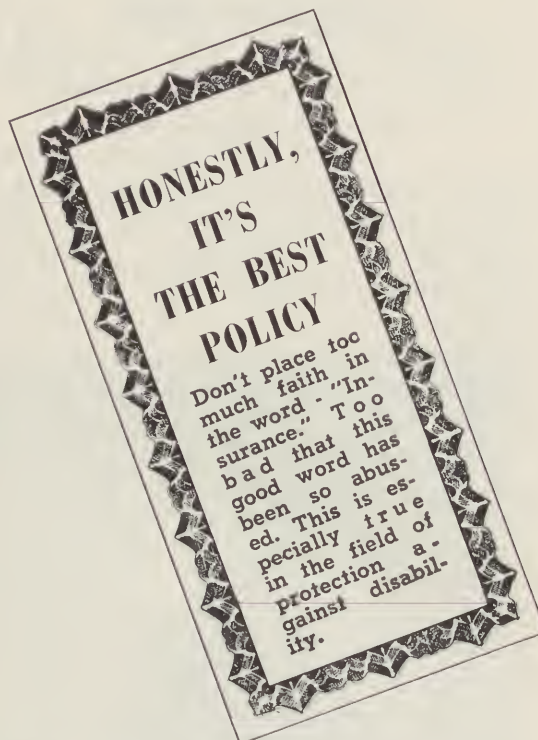 HONESTLY,
IT'S
THE BEST
POLICY
Don't place too
much faith in
the word - "In-
surance." Too
bad that this
good word has
been so abus-
ed. This is es-
pecially true
in the field of
protection a-
gainst disabil-
ity.